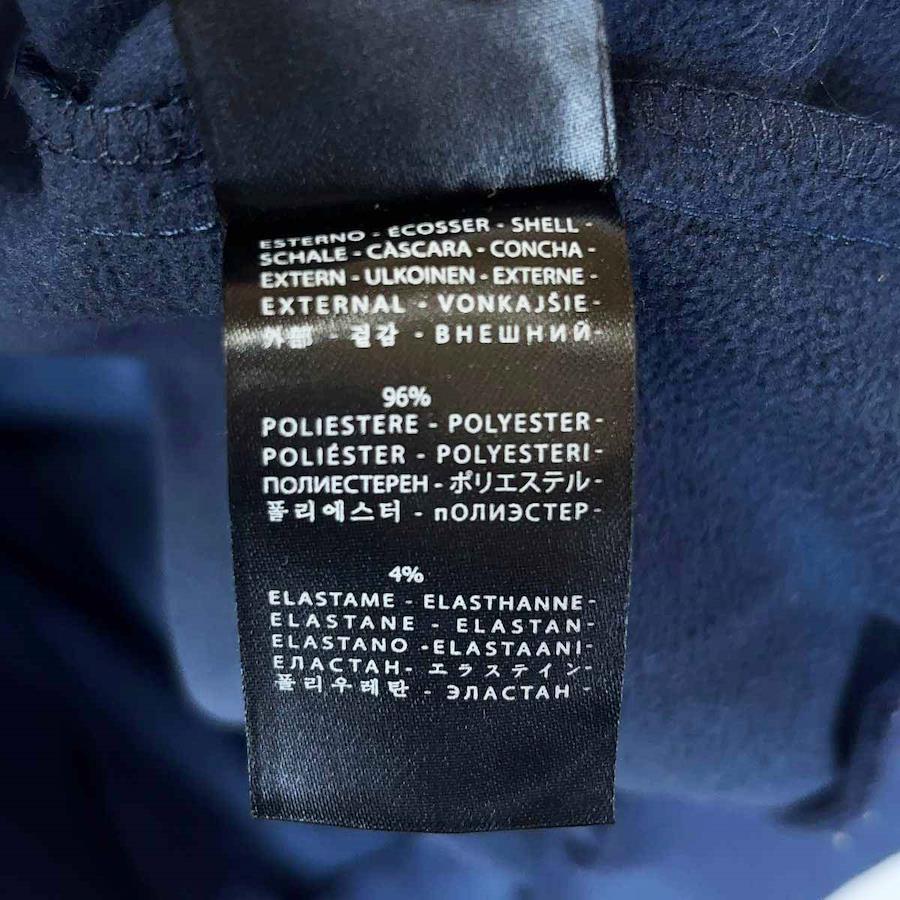 ESTERNO - ÉCOSSER - SHELL -
SCHALE - CÀSCARA - CONCHA -
EXTERN - ULKOINEN - EXTERNE -
EXTERNAL - VONKAJŠIE -
外部 - 겉감 - ВНЕШНИЙ -
96%
POLIESTERE - POLYESTER -
POLIÉSTER - POLYESTERI -
ПОЛИЕСТЕРЕН - ポリエステル -
폴리에스터 - ПОЛИЭСТЕР -
4%
ELASTAME - ELASTHANNE -
ELASTANE - ELASTAN -
ELASTANO - ELASTAANI -
ЕЛАСТАН - エラステイン -
폴리우레탄 - ЭЛАСТАН -